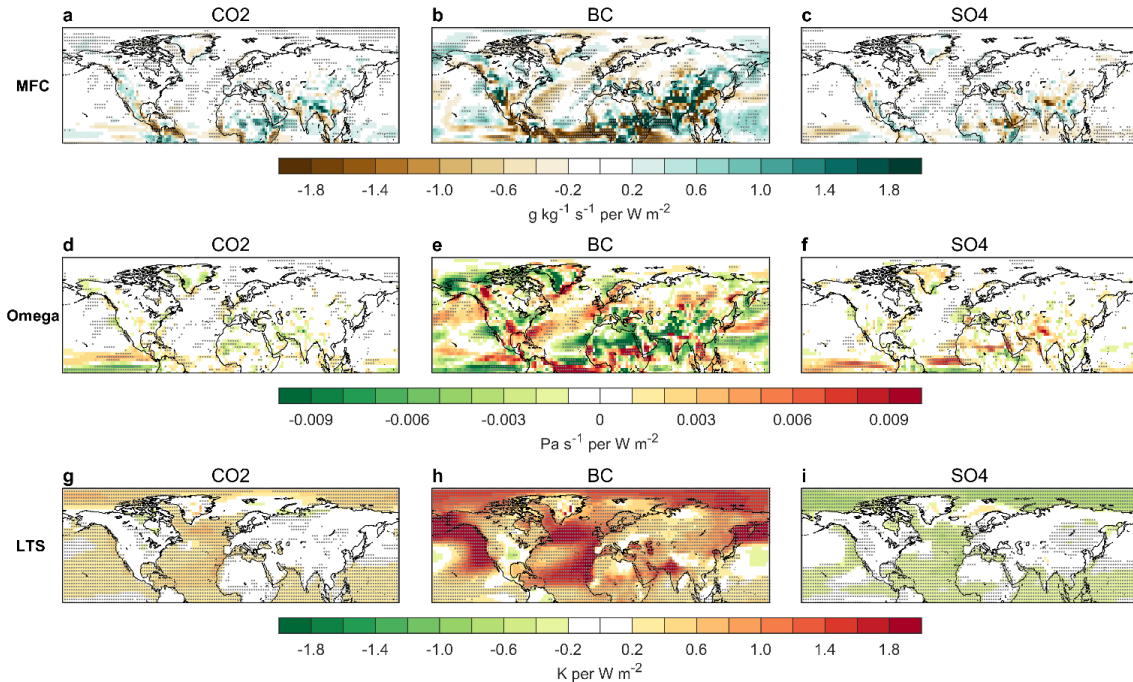 a CO2 b BC c SO4
MFC
-1.8 -1.4 -1.0 -0.6 -0.2 0.2 0.6 1.0 1.4 1.8
g kg⁻¹ s⁻¹ per W m⁻²
d CO2 e BC f SO4
Omega
-0.009 -0.006 -0.003 0 0.003 0.006 0.009
Pa s⁻¹ per W m⁻²
g CO2 h BC i SO4
LTS
-1.8 -1.4 -1.0 -0.6 -0.2 0.2 0.6 1.0 1.4 1.8
K per W m⁻²